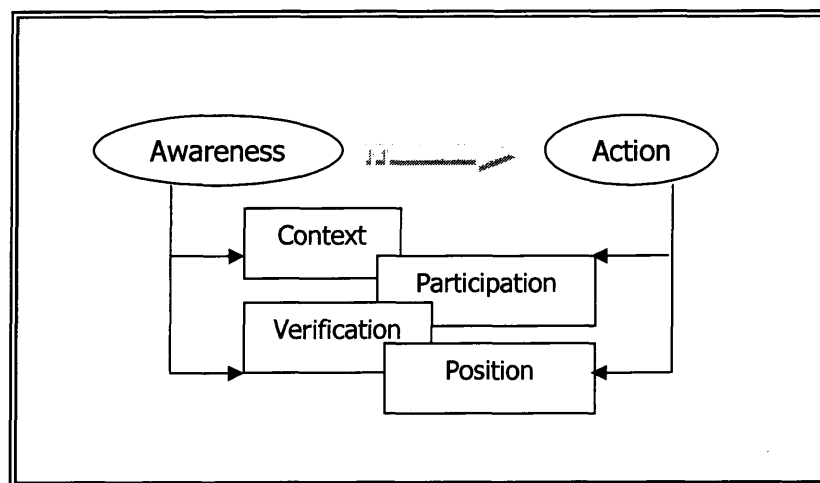 Awareness
Action
Context
Participation
Verification
Position